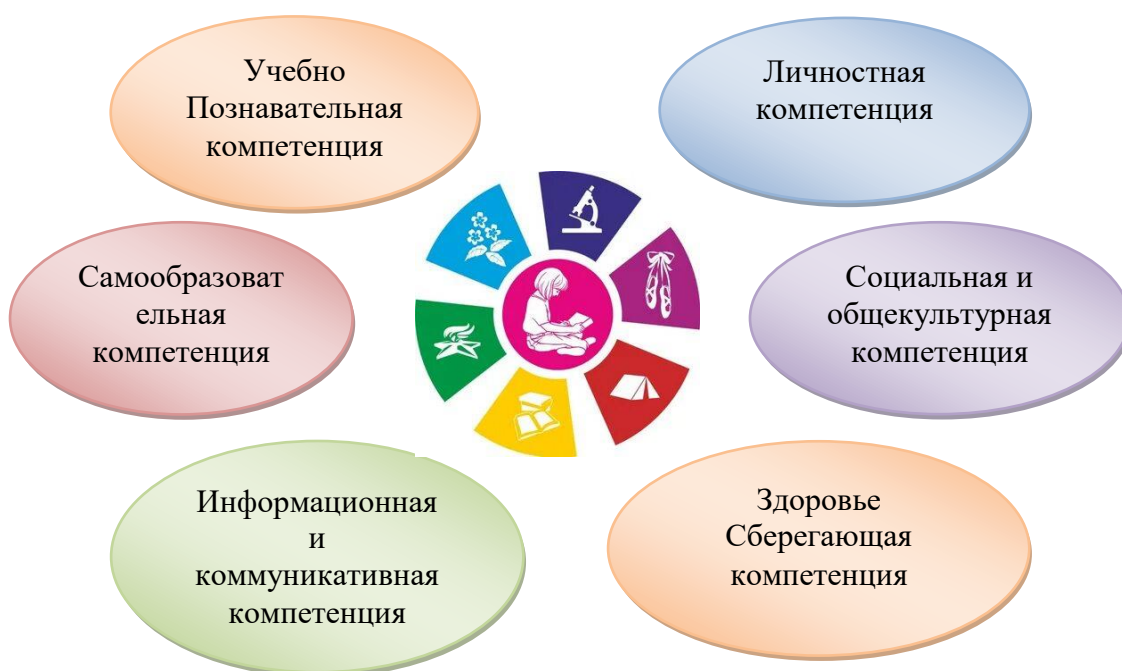 Учебно
Познавательная
компетенция
Личностная
компетенция
Самообразоват
ельная
компетенция
Социальная и
общекультурная
компетенция
Информационная
и
коммуникативная
компетенция
Здоровье
Сберегающая
компетенция